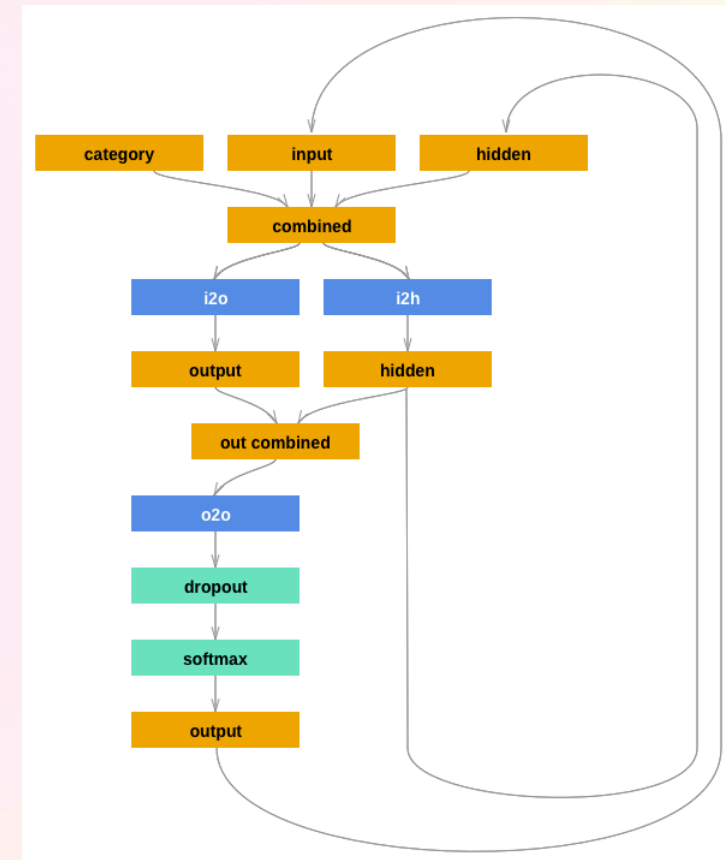 category
input
hidden
combined
i2o
i2h
output
hidden
out combined
o2o
dropout
softmax
output